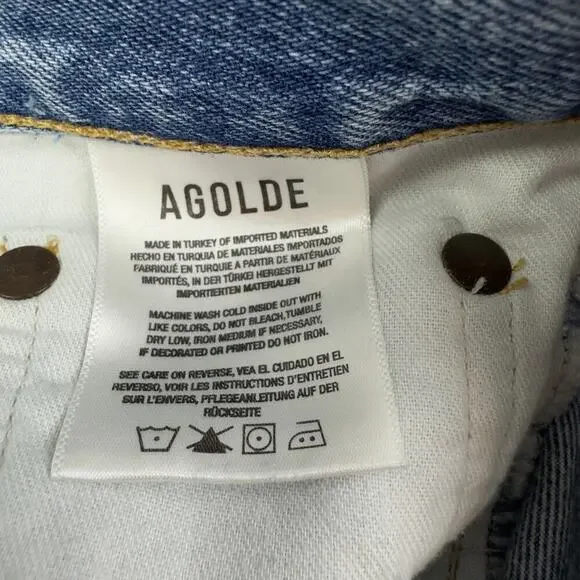 AGOLDE
MADE IN TURKEY OF IMPORTED MATERIALS
HECHO EN TURQUIA DE MATERIALES IMPORTADOS
FABRIQUÉ EN TURQUIE A PARTIR DE MATÉRIAUX
IMPORTÉS, IN DER TÜRKEI HERGESTELLT MIT
IMPORTIERTEN MATERIALIEN
MACHINE WASH COLD INSIDE OUT WITH
LIKE COLORS, DO NOT BLEACH,TUMBLE
DRY LOW, IRON MEDIUM IF NECESSARY,
IF DECORATED OR PRINTED DO NOT IRON.
SEE CARE ON REVERSE, VEA EL CUIDADO EN EL
REVERSO, VOIR LES INSTRUCTIONS D'ENTRETIEN
SUR L'ENVERS, PFLEGEANLEITUNG AUF DER
RÜCKSEITE